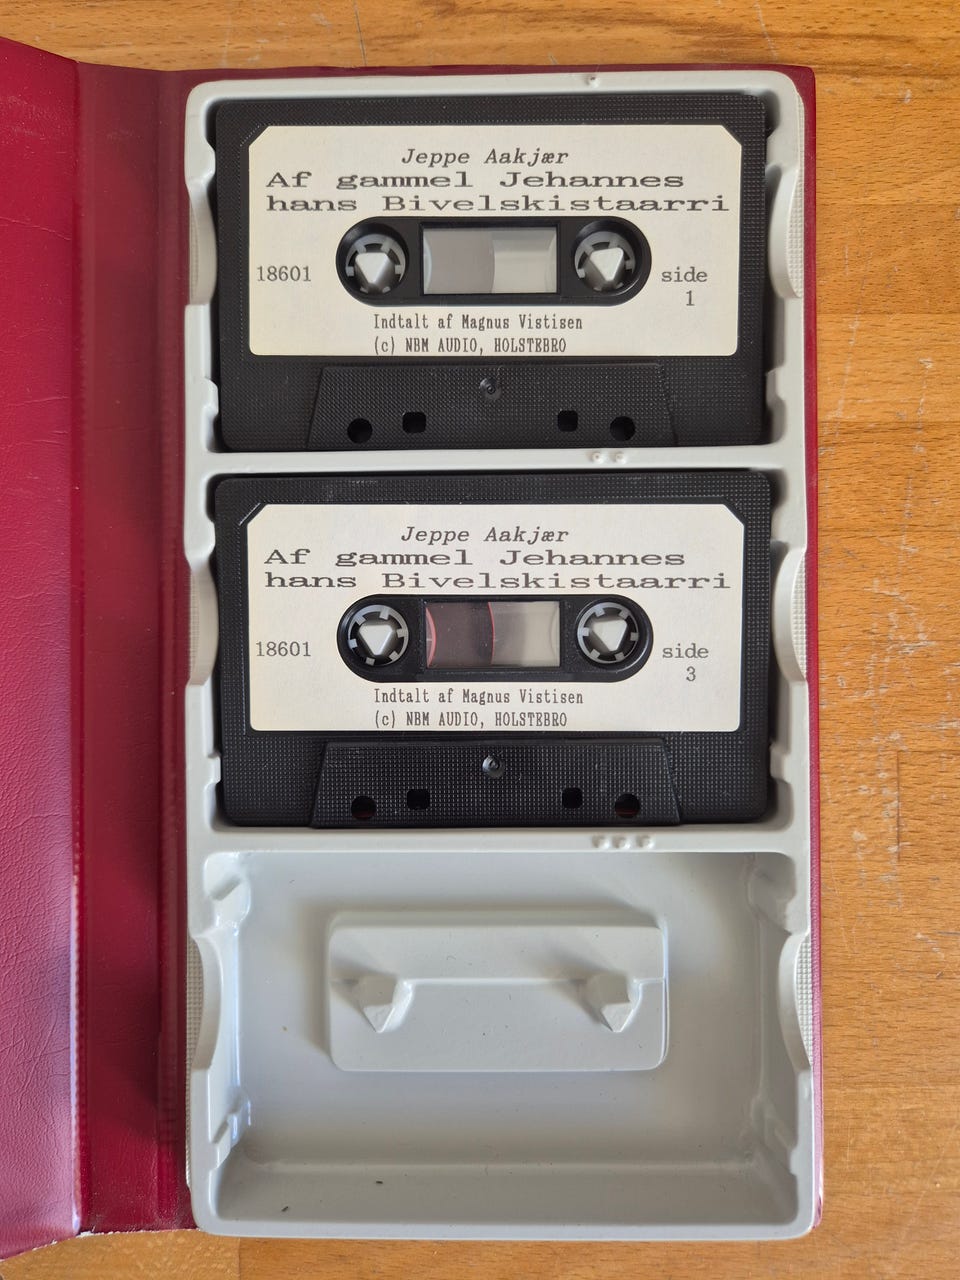 Jeppe Aakjær
Af gammel Jehannes
hans Bivelskistaarri
18601
side
1
Indtalt af Magnus Vistisen
(c) NBM AUDIO, HOLSTEBRO
Jeppe Aakjær
Af gammel Jehannes
hans Bivelskistaarri
18601
side
3
Indtalt af Magnus Vistisen
(c) NBM AUDIO, HOLSTEBRO